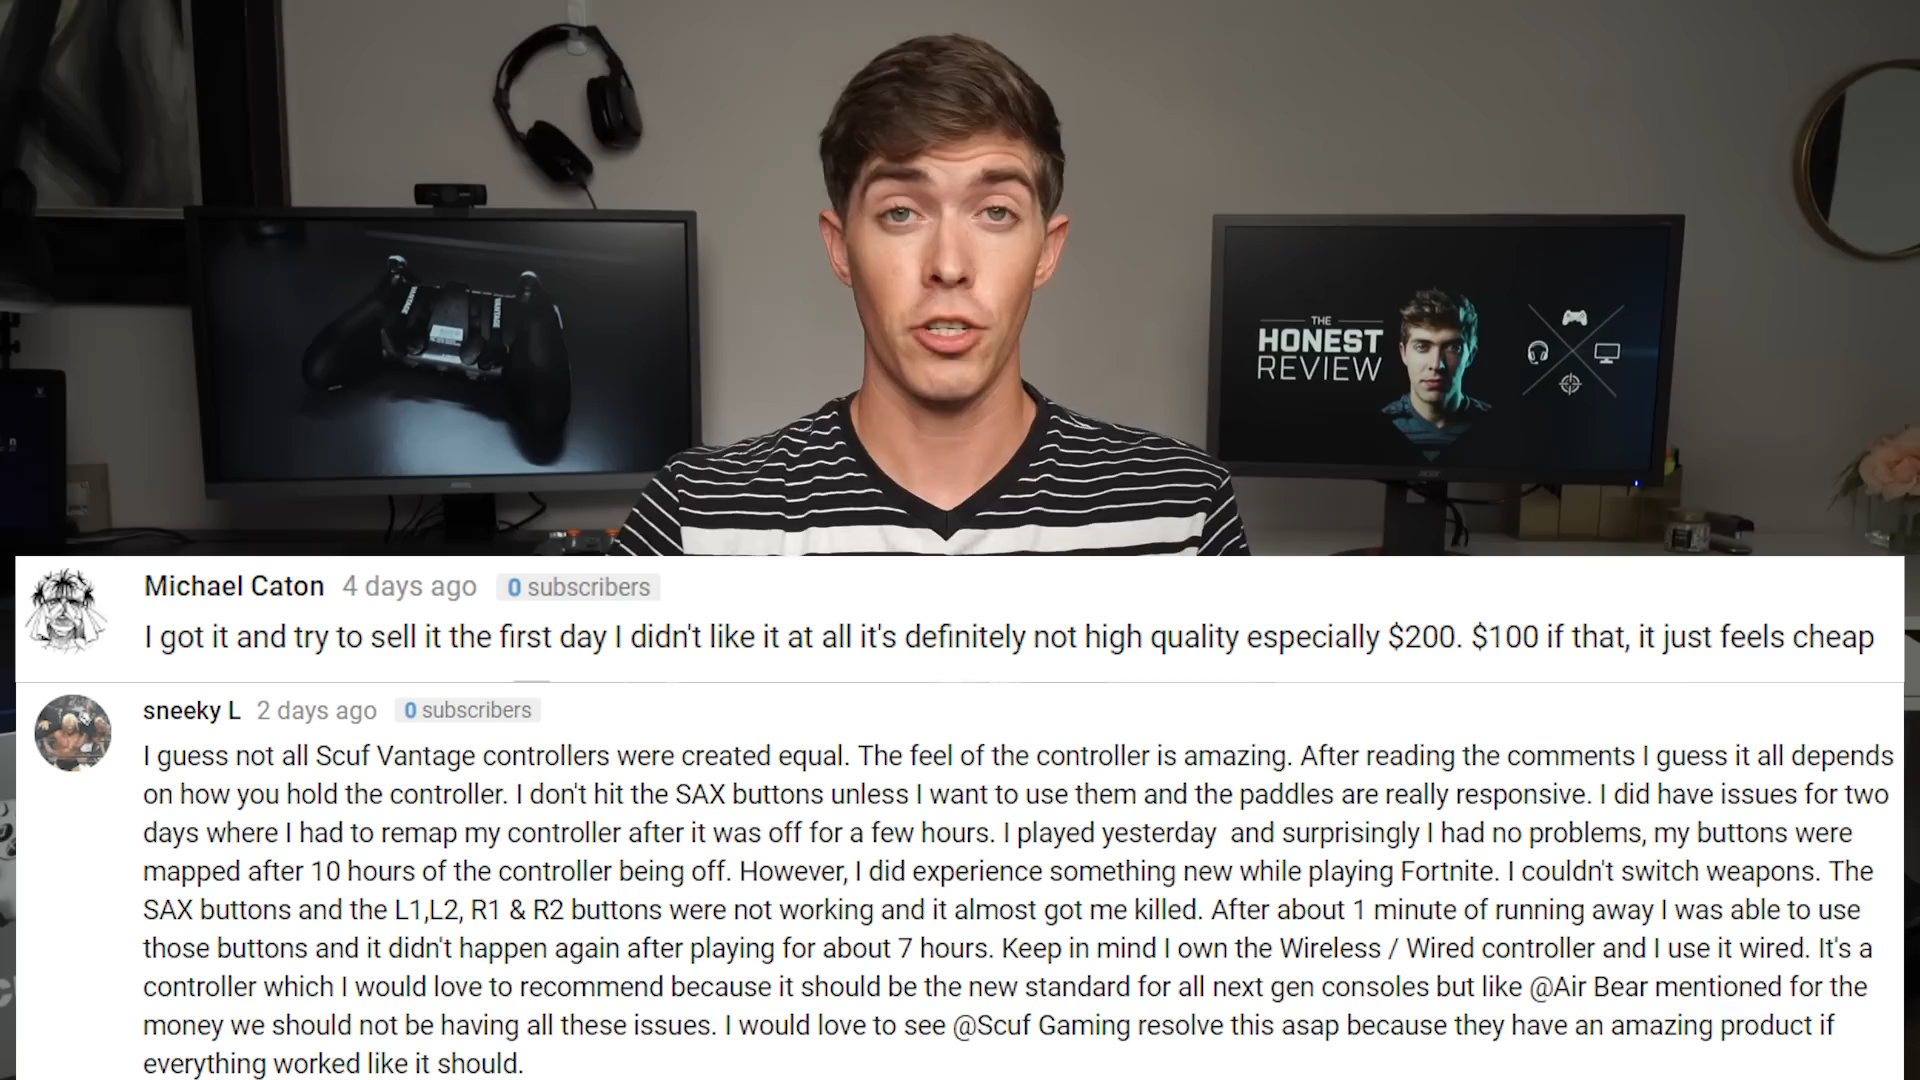 VANTAGE
VANTAGE
THE
HONEST
REVIEW
Michael Caton 4 days ago 0 subscribers
I got it and try to sell it the first day I didn't like it at all it's definitely not high quality especially $200. $100 if that, it just feels cheap
sneeky L 2 days ago 0 subscribers
I guess not all Scuf Vantage controllers were created equal. The feel of the controller is amazing. After reading the comments I guess it all depends
on how you hold the controller. I don't hit the SAX buttons unless I want to use them and the paddles are really responsive. I did have issues for two
days where I had to remap my controller after it was off for a few hours. I played yesterday  and surprisingly I had no problems, my buttons were
mapped after 10 hours of the controller being off. However, I did experience something new while playing Fortnite. I couldn't switch weapons. The
SAX buttons and the L1,L2, R1 & R2 buttons were not working and it almost got me killed. After about 1 minute of running away I was able to use
those buttons and it didn't happen again after playing for about 7 hours. Keep in mind I own the Wireless / Wired controller and I use it wired. It's a
controller which I would love to recommend because it should be the new standard for all next gen consoles but like @Air Bear mentioned for the
money we should not be having all these issues. I would love to see @Scuf Gaming resolve this asap because they have an amazing product if
everything worked like it should.